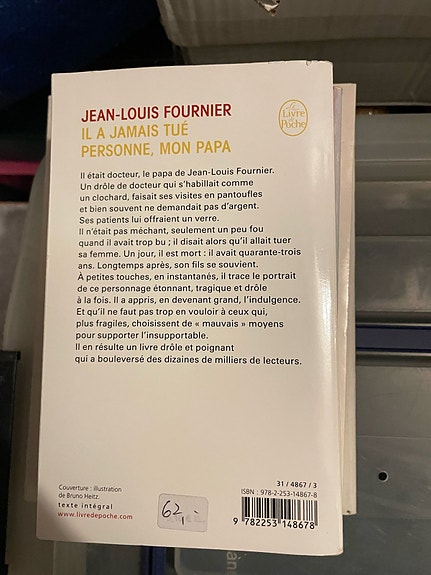 JEAN-LOUIS FOURNIER
IL A JAMAIS TUÉ
PERSONNE, MON PAPA
Le
Livre
de
Poche
Il était docteur, le papa de Jean-Louis Fournier.
Un drôle de docteur qui s'habillait comme
un clochard, faisait ses visites en pantoufles
et bien souvent ne demandait pas d'argent.
Ses patients lui offraient un verre.
Il n'était pas méchant, seulement un peu fou
quand il avait trop bu ; il disait alors qu'il allait tuer
sa femme. Un jour, il est mort : il avait quarante-trois
ans. Longtemps après, son fils se souvient.
À petites touches, en instantanés, il trace le portrait
de ce personnage étonnant, tragique et drôle
à la fois. Il a appris, en devenant grand, l'indulgence.
Et qu'il ne faut pas trop en vouloir à ceux qui,
plus fragiles, choisissent de « mauvais » moyens
pour supporter l'insupportable.
Il en résulte un livre drôle et poignant
qui a bouleversé des dizaines de milliers de lecteurs.
Couverture : illustration
de Bruno Heitz.
texte intégral
www.livredepoche.com
62,-
31 / 4867 / 3
ISBN : 978-2-253-14867-8
9 782253 148678